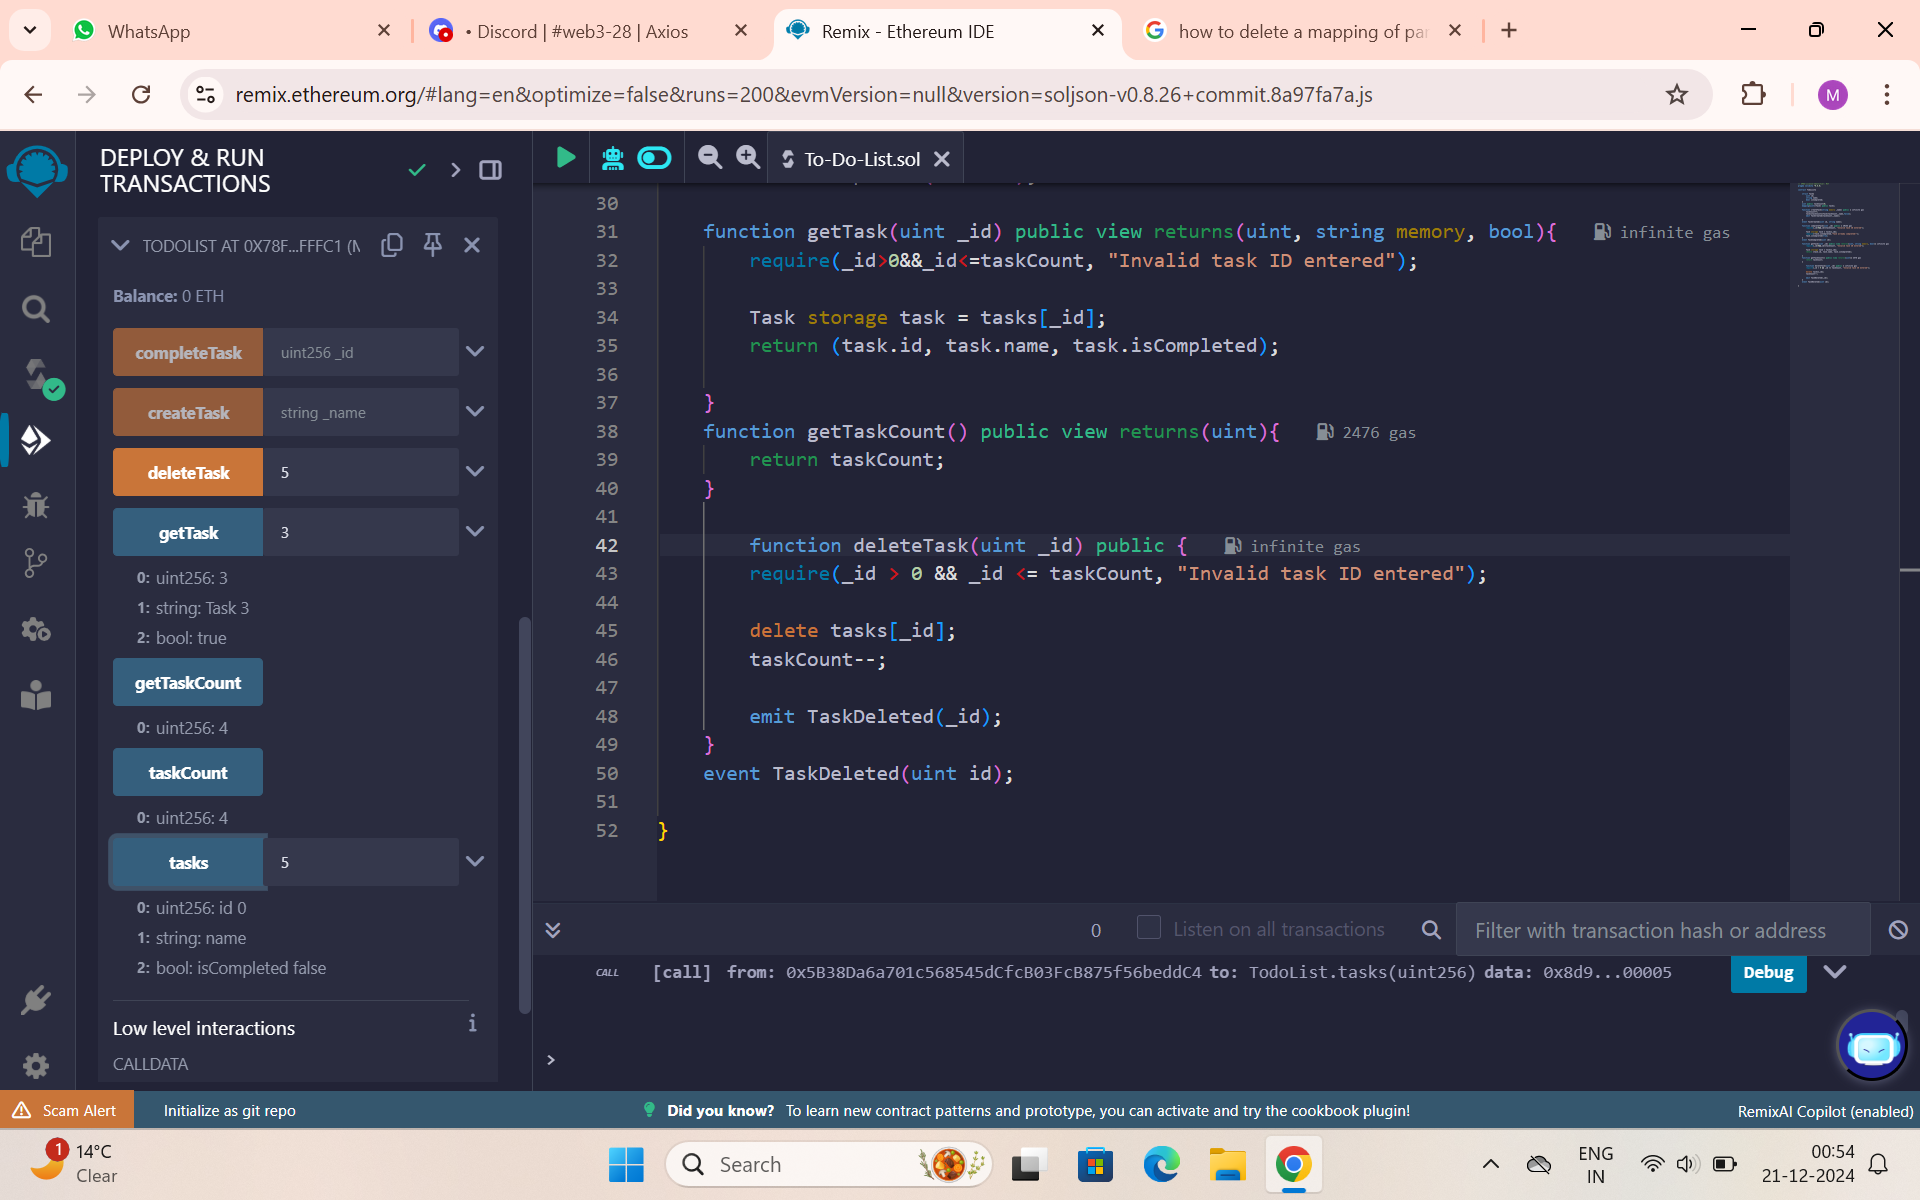 WhatsApp
• Discord | #web3-28 | Axios
Remix - Ethereum IDE
how to delete a mapping of par
remix.ethereum.org/#lang=en&optimize=false&runs=200&evmVersion=null&version=soljson-v0.8.26+commit.8a97fa7a.js
M
DEPLOY & RUN
TRANSACTIONS
To-Do-List.sol
TODOLIST AT 0X78F...FFFC1 (M
Balance: 0 ETH
completeTask uint256 _id
createTask string _name
deleteTask 5
getTask 3
0: uint256: 3
1: string: Task 3
2: bool: true
getTaskCount
0: uint256: 4
taskCount
0: uint256: 4
tasks 5
0: uint256: id 0
1: string: name
2: bool: isCompleted false
Low level interactions
i
CALLDATA
30
31 function getTask(uint _id) public view returns(uint, string memory, bool){ infinite gas
32 require(_id>0&&_id<=taskCount, "Invalid task ID entered");
33
34 Task storage task = tasks[_id];
35 return (task.id, task.name, task.isCompleted);
36
37 }
38 function getTaskCount() public view returns(uint){ 2476 gas
39 return taskCount;
40 }
41
42 function deleteTask(uint _id) public { infinite gas
43 require(_id > 0 && _id <= taskCount, "Invalid task ID entered");
44
45 delete tasks[_id];
46 taskCount--;
47
48 emit TaskDeleted(_id);
49 }
50 event TaskDeleted(uint id);
51
52 }
0 Listen on all transactions Filter with transaction hash or address
CALL [call] from: 0x5B38Da6a701c568545dCfcB03FcB875f56beddC4 to: TodoList.tasks(uint256) data: 0x8d9...00005 Debug
>
Scam Alert Initialize as git repo Did you know? To learn new contract patterns and prototype, you can activate and try the cookbook plugin! RemixAI Copilot (enabled)
1
14°C
Clear
Search
ENG
IN
00:54
21-12-2024